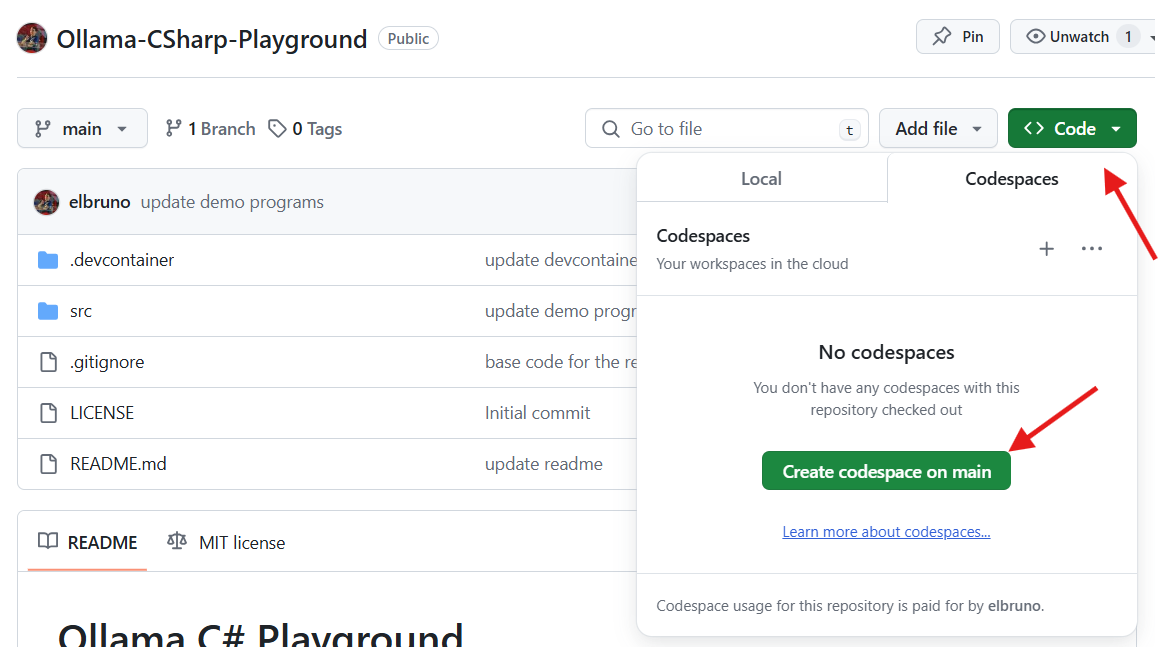 Ollama-CSharp-Playground Public Pin Unwatch 1
main 1 Branch 0 Tags Go to file t Add file <> Code
Local Codespaces
elbruno update demo programs
Codespaces
Your workspaces in the cloud
.devcontainer update devcontaine
src update demo progr
.gitignore base code for the re
LICENSE Initial commit
README.md update readme
No codespaces
You don't have any codespaces with this
repository checked out
Create codespace on main
Learn more about codespaces...
README MIT license
Codespace usage for this repository is paid for by elbruno.
Ollama C# Playground